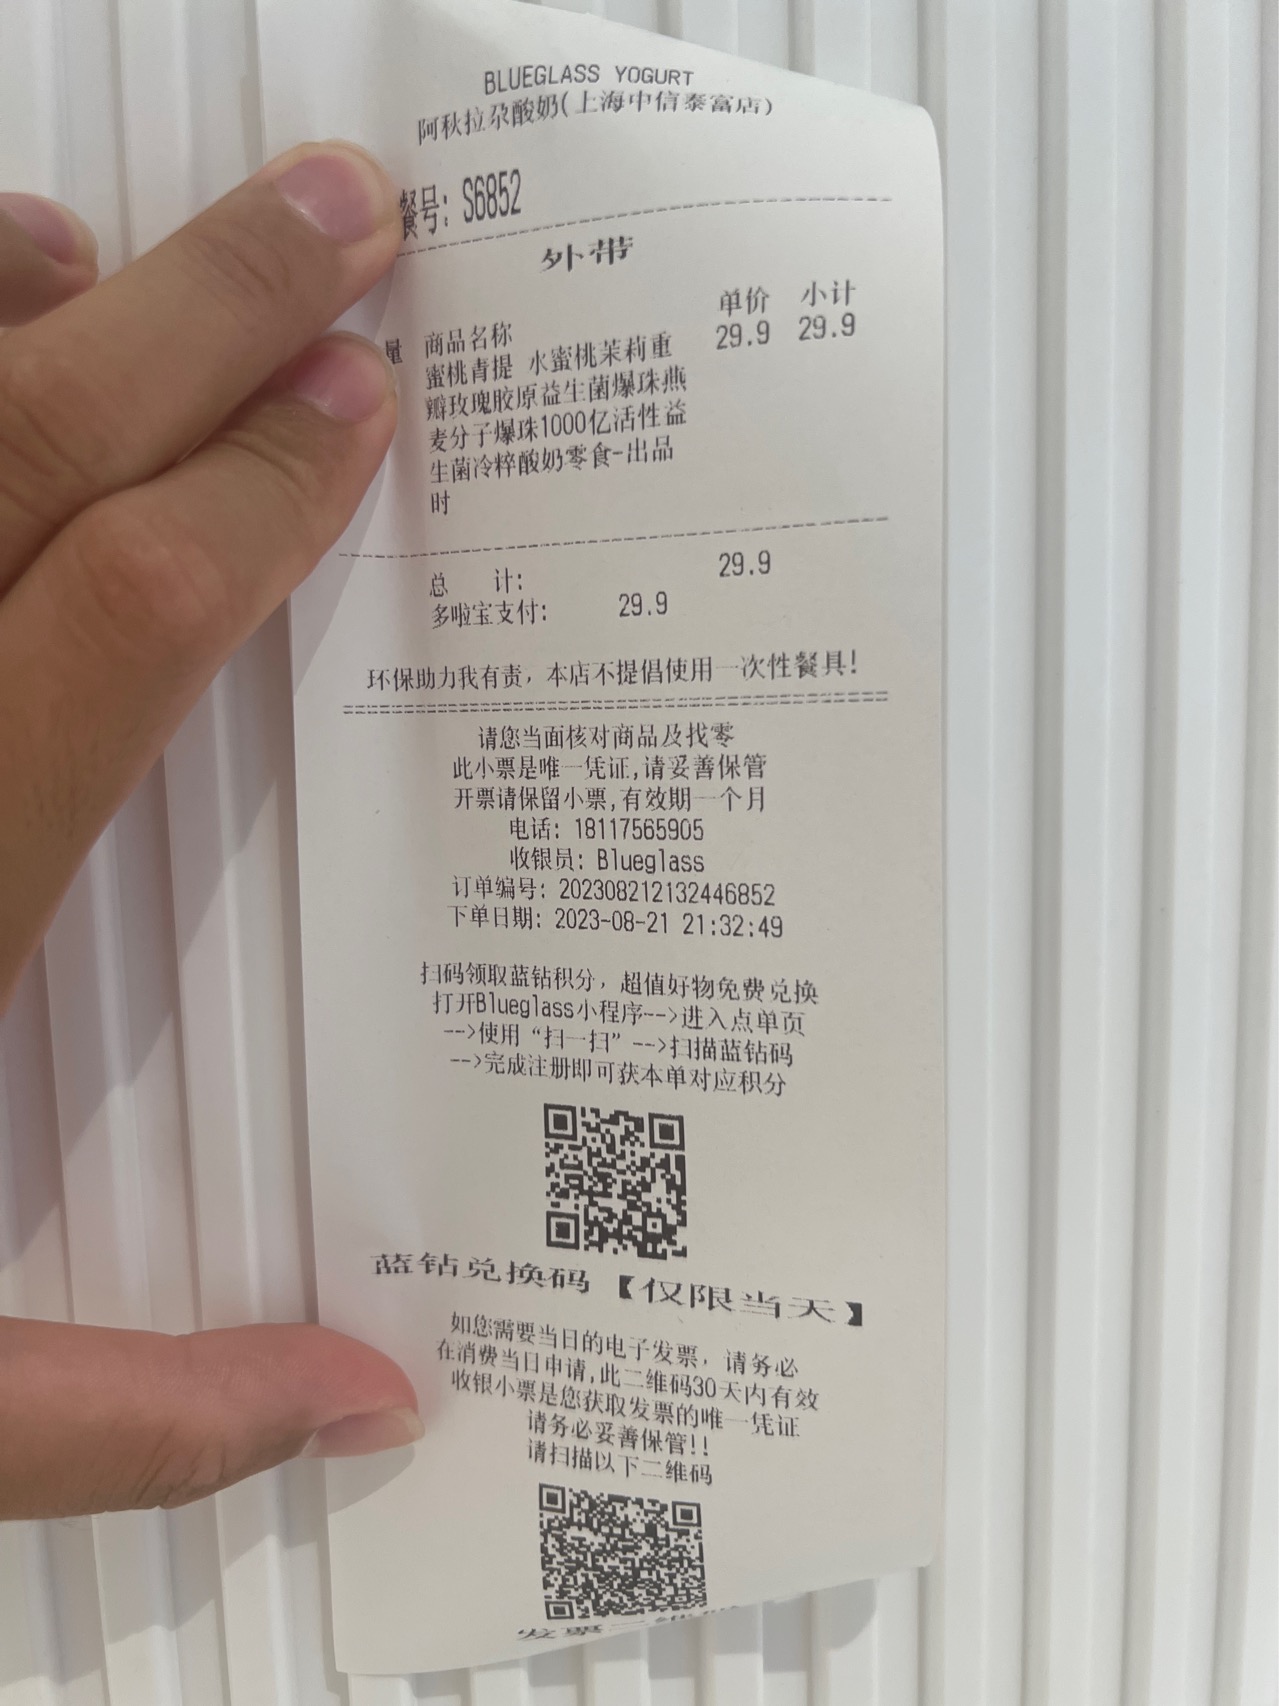 BLUEGLASS YOGURT
阿秋拉尕酸奶(上海中信泰富店)
餐号: S6852
外带
量 商品名称 单价 小计
蜜桃青提 水蜜桃茉莉重 29.9 29.9
瓣玫瑰胶原益生菌爆珠燕
麦分子爆珠1000亿活性益
生菌冷粹酸奶零食-出品
时
总 计: 29.9
多啦宝支付: 29.9
环保助力我有责，本店不提倡使用一次性餐具!
请您当面核对商品及找零
此小票是唯一凭证,请妥善保管
开票请保留小票,有效期一个月
电话: 18117565905
收银员: Blueglass
订单编号: 202308212132446852
下单日期: 2023-08-21 21:32:49
扫码领取蓝钻积分，超值好物免费兑换
打开Blueglass小程序-->进入点单页
-->使用“扫一扫”-->扫描蓝钻码
-->完成注册即可获本单对应积分
蓝钻兑换码【仅限当天】
如您需要当日的电子发票，请务必
在消费当日申请,此二维码30天内有效
收银小票是您获取发票的唯一凭证
请务必妥善保管!!
请扫描以下二维码
发票二维